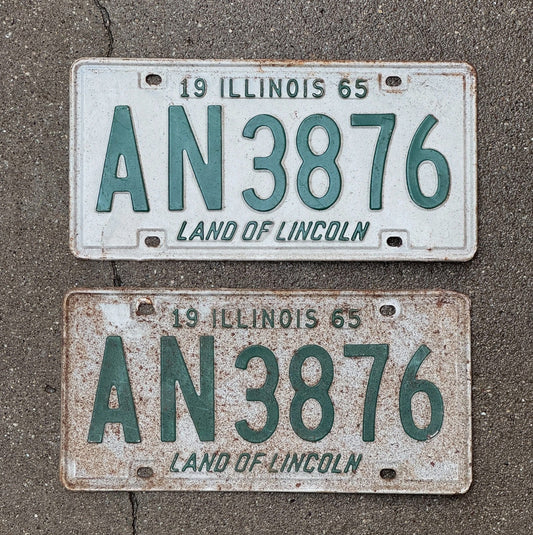 19 ILLINOIS 65
AN3876
LAND OF LINCOLN
19 ILLINOIS 65
AN3876
LAND OF LINCOLN